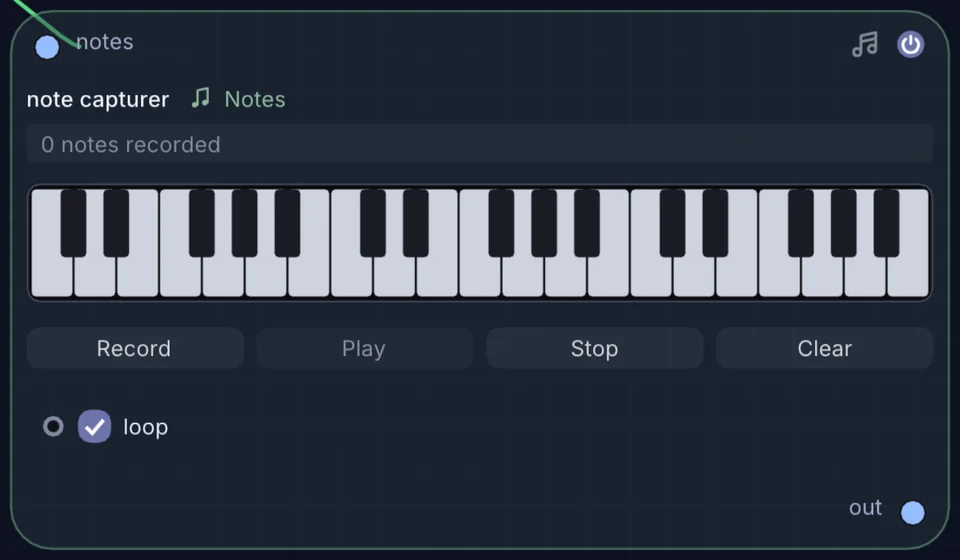 notes
note capturer Notes
0 notes recorded
Record Play Stop Clear
loop
out